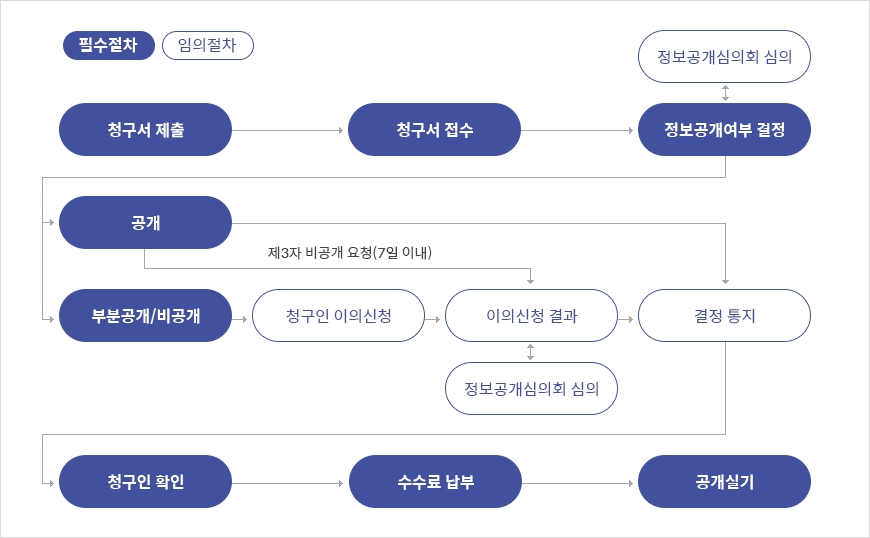 필수절차
임의절차
정보공개심의회 심의
청구서 제출
청구서 접수
정보공개여부 결정
공개
제3자 비공개 요청(7일 이내)
부분공개/비공개
청구인 이의신청
이의신청 결과
결정 통지
정보공개심의회 심의
청구인 확인
수수료 납부
공개실기